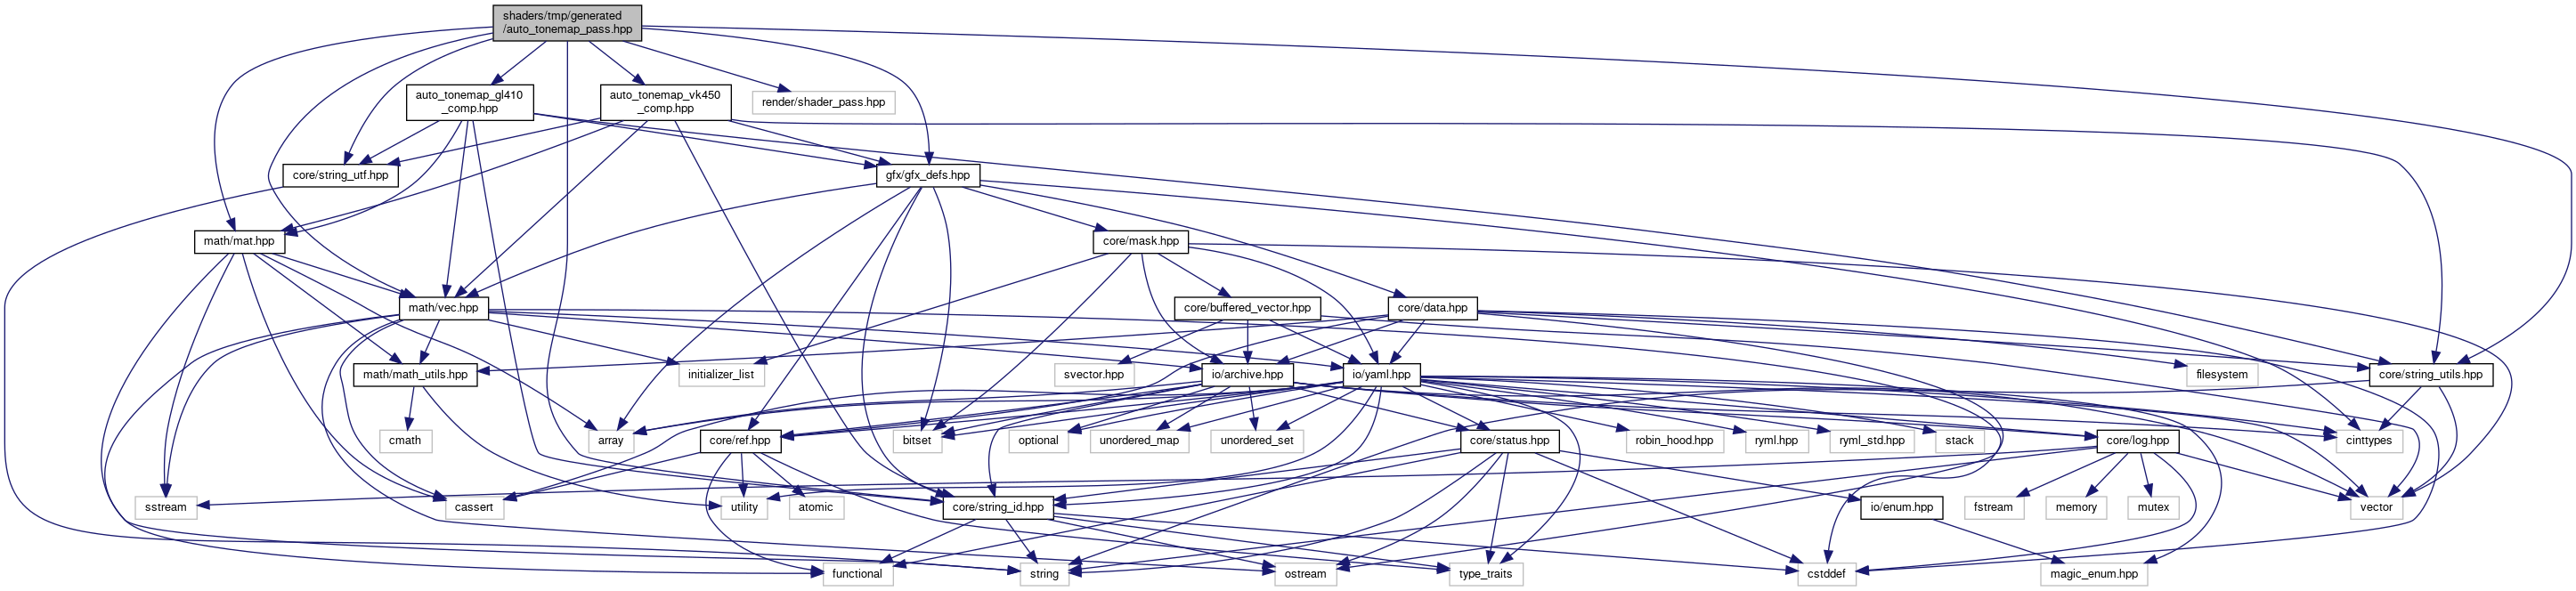 shaders/tmp/generated
/auto_tonemap_pass.hpp
auto_tonemap_gl410
_comp.hpp
auto_tonemap_vk450
_comp.hpp
render/shader_pass.hpp
core/string_utf.hpp
gfx/gfx_defs.hpp
math/mat.hpp
core/mask.hpp
math/vec.hpp
core/buffered_vector.hpp
core/data.hpp
math/math_utils.hpp
initializer_list
svector.hpp
io/archive.hpp
io/yaml.hpp
filesystem
core/string_utils.hpp
cmath
array
core/ref.hpp
bitset
optional
unordered_map
unordered_set
core/status.hpp
robin_hood.hpp
ryml.hpp
ryml_std.hpp
stack
core/log.hpp
cinttypes
sstream
cassert
utility
atomic
core/string_id.hpp
io/enum.hpp
fstream
memory
mutex
vector
functional
string
ostream
type_traits
cstddef
magic_enum.hpp